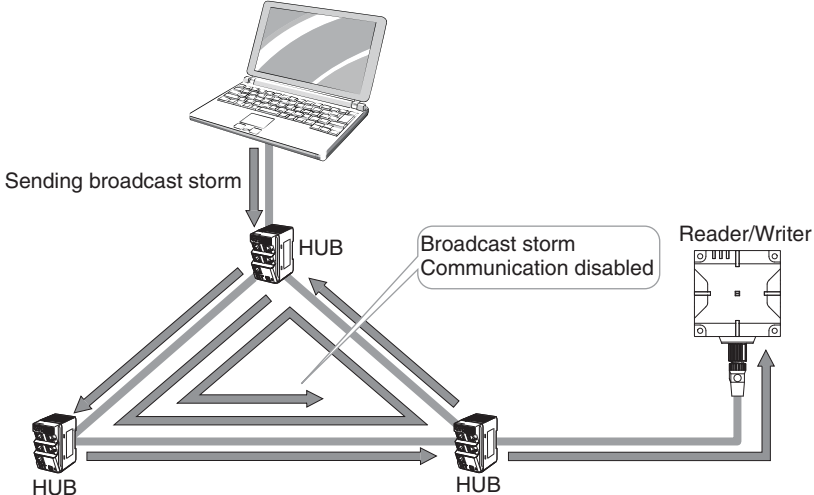 Sending broadcast storm
HUB
Broadcast storm
Communication disabled
Reader/Writer
HUB
HUB